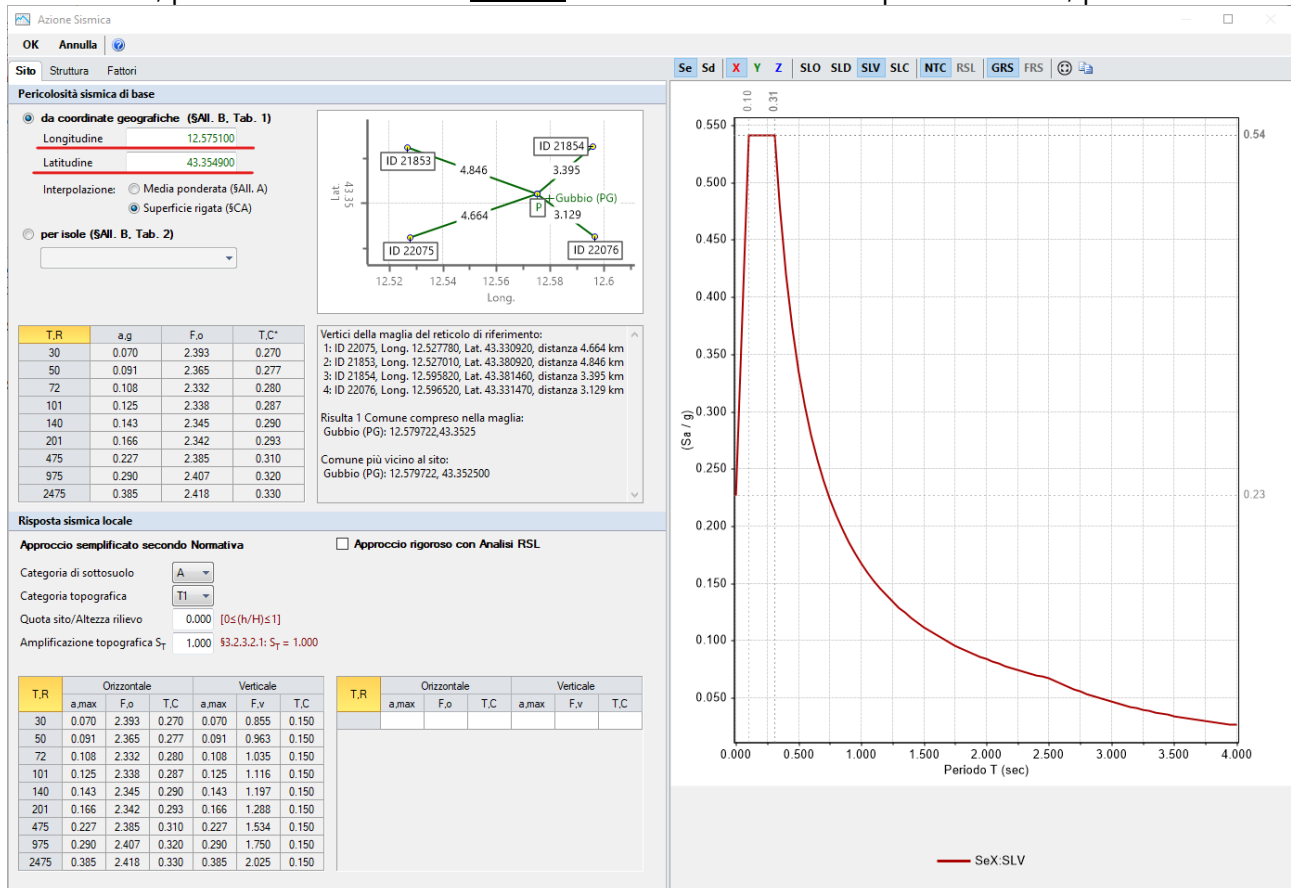 Azione Sismica
OK Annulla
Sito Struttura Fattori
Pericolosità sismica di base
da coordinate geografiche (§All. B, Tab. 1)
Longitudine 12.575100
Latitudine 43.354900
Interpolazione: Media ponderata (§All. A)
Superficie rigata (§CA)
per isole (§All. B, Tab. 2)
ID 21853
ID 21854
4.846
3.395
Gubbio (PG)
P
4.664
3.129
ID 22075
ID 22076
Lat.
43.35
12.52 12.54 12.56 12.58 12.6
Long.
T,R a,g F,o T,C*
30 0.070 2.393 0.270
50 0.091 2.365 0.277
72 0.108 2.332 0.280
101 0.125 2.338 0.287
140 0.143 2.345 0.290
201 0.166 2.342 0.293
475 0.227 2.385 0.310
975 0.290 2.407 0.320
2475 0.385 2.418 0.330
Vertici della maglia del reticolo di riferimento:
1: ID 22075, Long. 12.527780, Lat. 43.330920, distanza 4.664 km
2: ID 21853, Long. 12.527010, Lat. 43.380920, distanza 4.846 km
3: ID 21854, Long. 12.595820, Lat. 43.381460, distanza 3.395 km
4: ID 22076, Long. 12.596520, Lat. 43.331470, distanza 3.129 km
Risulta 1 Comune compreso nella maglia:
Gubbio (PG): 12.579722,43.3525
Comune più vicino al sito:
Gubbio (PG): 12.579722, 43.352500
Risposta sismica locale
Approccio semplificato secondo Normativa
Approccio rigoroso con Analisi RSL
Categoria di sottosuolo A
Categoria topografica T1
Quota sito/Altezza rilievo 0.000 [0≤(h/H)≤1]
Amplificazione topografica ST 1.000 §3.2.3.2.1: ST = 1.000
T,R Orizzontale Verticale
a,max F,o T,C a,max F,v T,C
30 0.070 2.393 0.270 0.070 0.855 0.150
50 0.091 2.365 0.277 0.091 0.963 0.150
72 0.108 2.332 0.280 0.108 1.035 0.150
101 0.125 2.338 0.287 0.125 1.116 0.150
140 0.143 2.345 0.290 0.143 1.197 0.150
201 0.166 2.342 0.293 0.166 1.288 0.150
475 0.227 2.385 0.310 0.227 1.534 0.150
975 0.290 2.407 0.320 0.290 1.750 0.150
2475 0.385 2.418 0.330 0.385 2.025 0.150
T,R Orizzontale Verticale
a,max F,o T,C a,max F,v T,C
Se Sd X Y Z SLO SLD SLV SLC NTC RSL GRS FRS
0.10
0.31
0.550
0.500
0.450
0.400
0.350
0.300
0.250
0.200
0.150
0.100
0.050
(Sa / g)
0.54
0.23
0.000 0.500 1.000 1.500 2.000 2.500 3.000 3.500 4.000
Periodo T (sec)
SeX:SLV